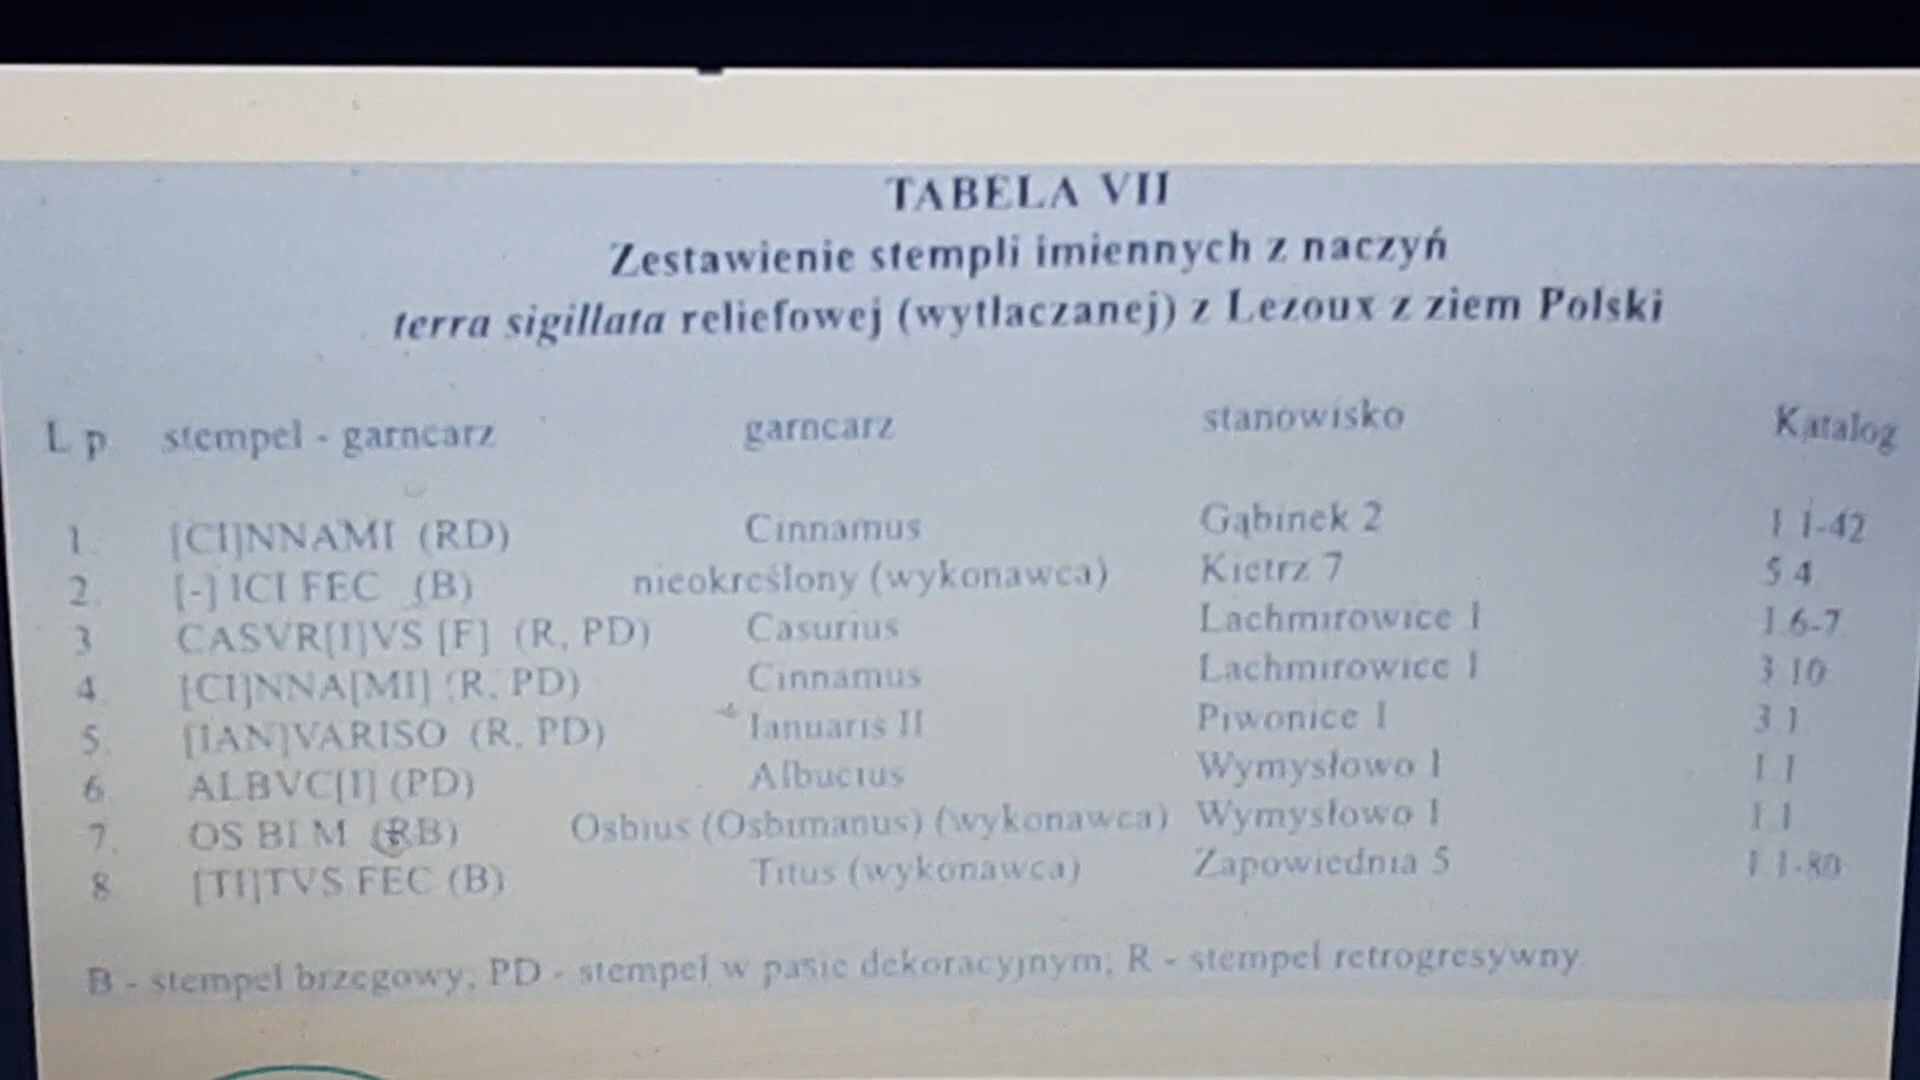 TABELA VII
Zestawienie stempli imiennych z naczyń
terra sigillata reliefowej (wytłaczanej) z Lezoux z ziem Polski
L p. stempel - garncarz garncarz stanowisko Katalog
1. [CI]NNAMI (RD) Cinnamus Gąbinek 2 1 1-42
2. [-] ICI FEC (B) nieokreślony (wykonawca) Kietrz 7 5 4
3 CASVR[I]VS [F] (R, PD) Casurius Lachmirowice 1 1 6-7
4. [CI]NNA[MI] (R, PD) Cinnamus Lachmirowice 1 3 10
5. [IAN]VARISO (R, PD) Ianuaris II Piwonice 1 3 1
6. ALBVC[I] (PD) Albucius Wymysłowo 1 1 1
7. OS BI M (RB) Osbius (Osbimanus) (wykonawca) Wymysłowo 1 1 1
8. [TI]TVS FEC (B) Titus (wykonawca) Zapowiednia 5 1 1-80
B - stempel brzegowy; PD - stempel w pasie dekoracyjnym; R - stempel retrogresywny.